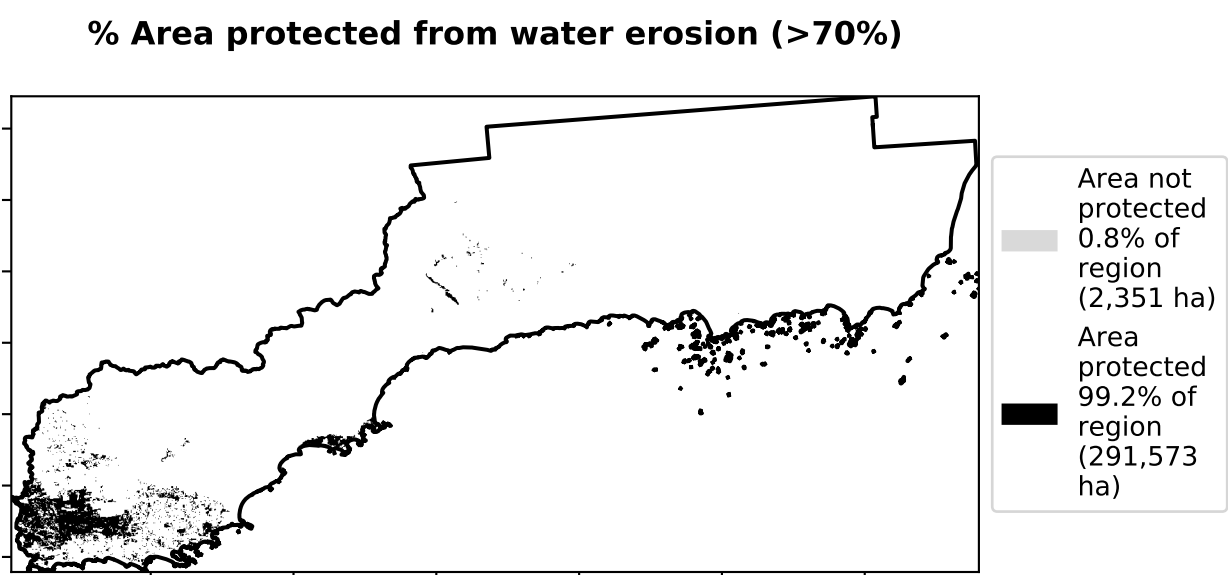 % Area protected from water erosion (>70%)
Area not
protected
0.8% of
region
(2,351 ha)
Area
protected
99.2% of
region
(291,573
ha)